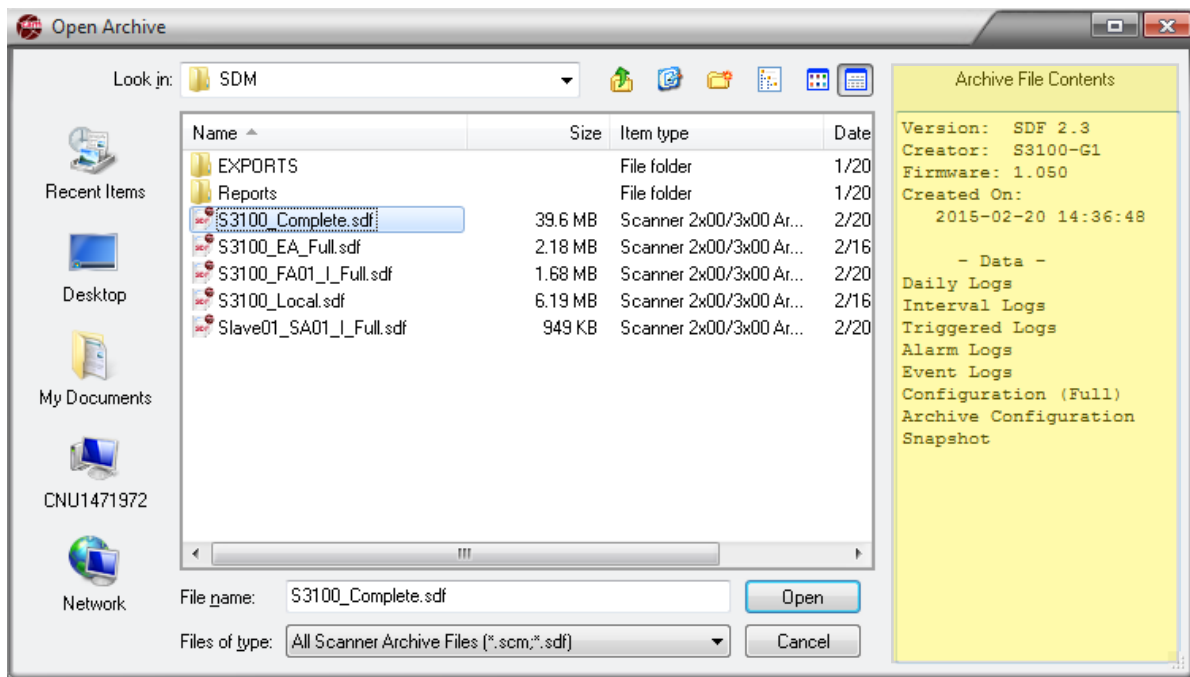 Open Archive
Look in: SDM
Archive File Contents
Name Size Item type Date
EXPORTS File folder 1/20
Reports File folder 1/20
S3100_Complete.sdf 39.6 MB Scanner 2x00/3x00 Ar... 2/20
S3100_EA_Full.sdf 2.18 MB Scanner 2x00/3x00 Ar... 2/16
S3100_FA01_I_Full.sdf 1.68 MB Scanner 2x00/3x00 Ar... 2/20
S3100_Local.sdf 6.19 MB Scanner 2x00/3x00 Ar... 2/16
Slave01_SA01_I_Full.sdf 949 KB Scanner 2x00/3x00 Ar... 2/20
Recent Items
Desktop
My Documents
CNU1471972
Network
File name: S3100_Complete.sdf Open
Files of type: All Scanner Archive Files (*.scm;*.sdf) Cancel
Version: SDF 2.3
Creator: S3100-G1
Firmware: 1.050
Created On:
2015-02-20 14:36:48
- Data -
Daily Logs
Interval Logs
Triggered Logs
Alarm Logs
Event Logs
Configuration (Full)
Archive Configuration
Snapshot